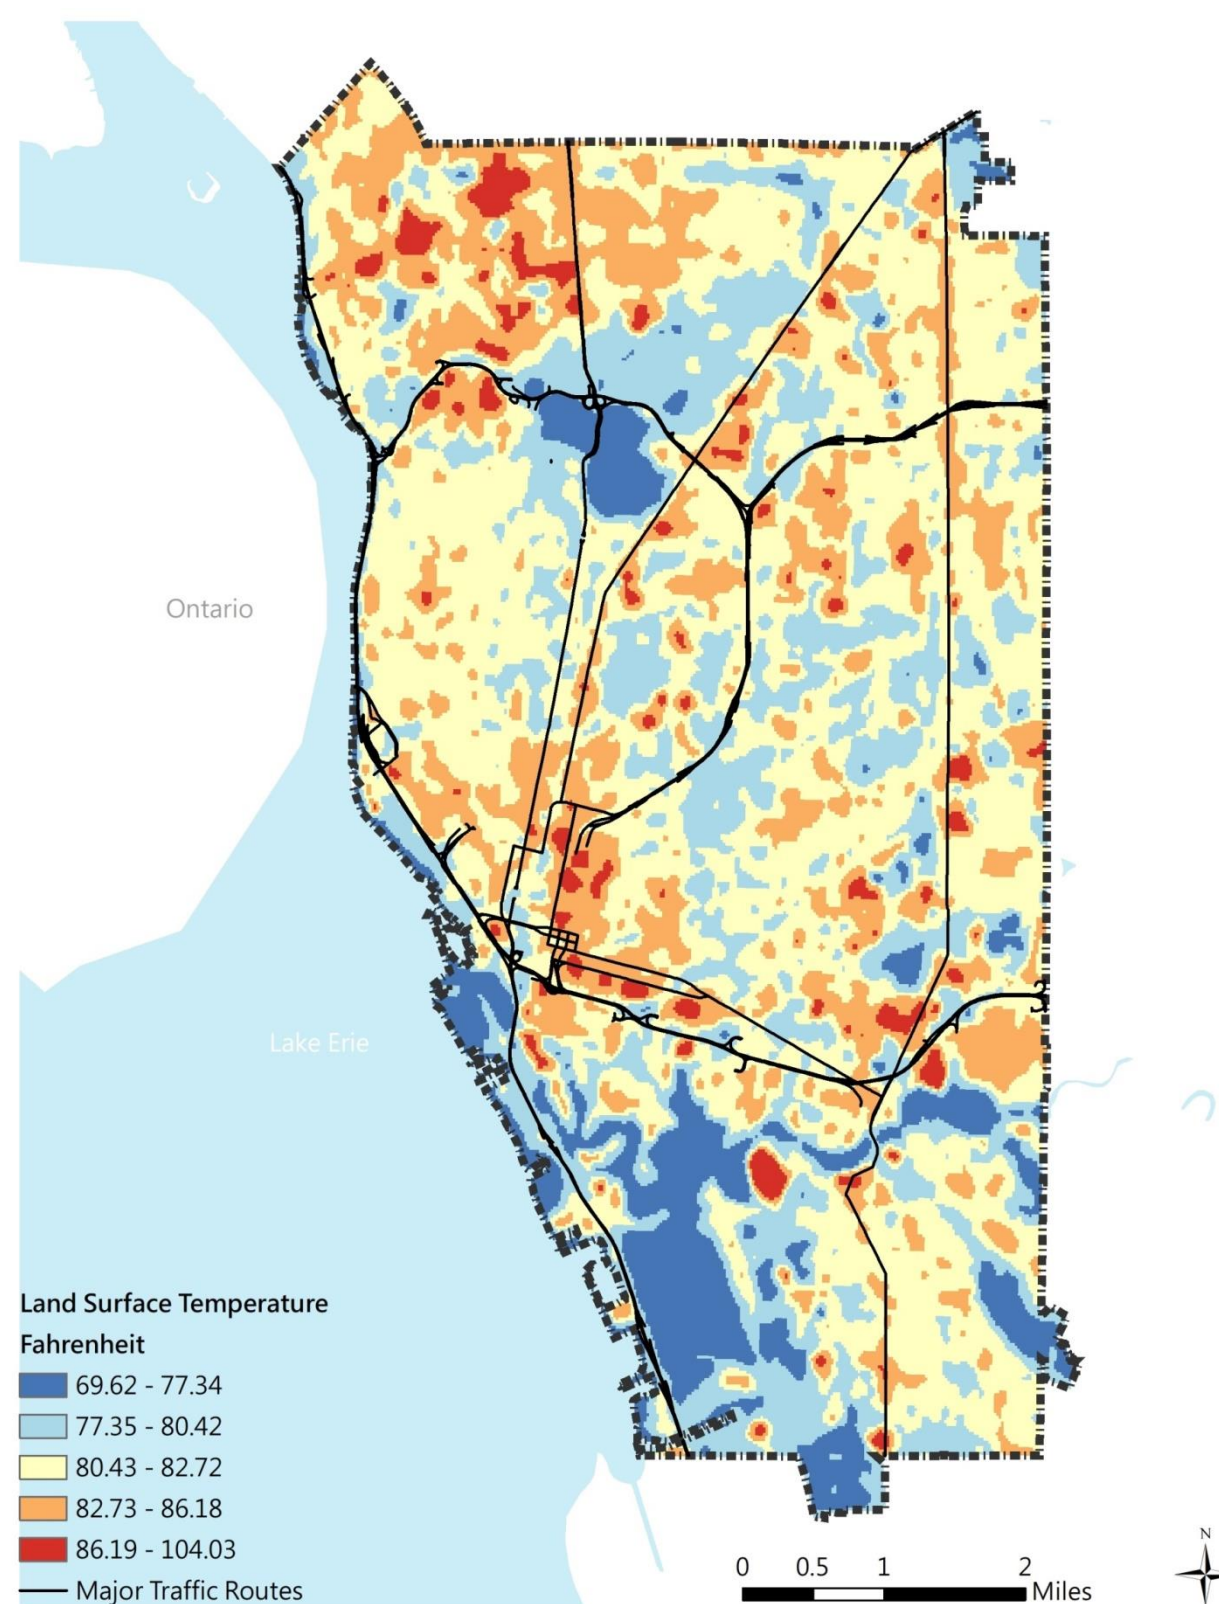 Ontario
Lake Erie
Land Surface Temperature
Fahrenheit
69.62 - 77.34
77.35 - 80.42
80.43 - 82.72
82.73 - 86.18
86.19 - 104.03
Major Traffic Routes
0 0.5 1 2
Miles
N